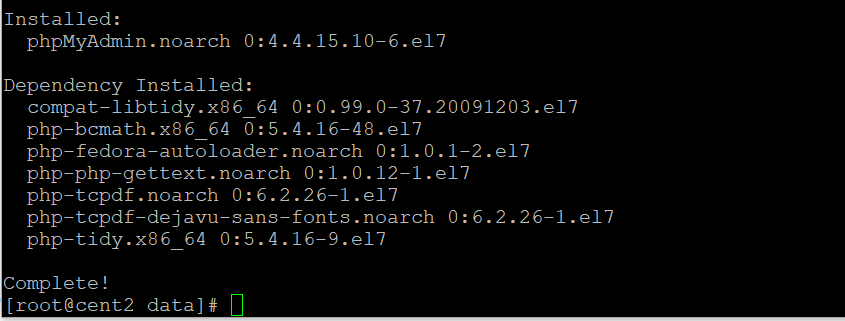 Installed:
phpMyAdmin.noarch 0:4.4.15.10-6.el7
Dependency Installed:
compat-libtidy.x86_64 0:0.99.0-37.20091203.el7
php-bcmath.x86_64 0:5.4.16-48.el7
php-fedora-autoloader.noarch 0:1.0.1-2.el7
php-php-gettext.noarch 0:1.0.12-1.el7
php-tcpdf.noarch 0:6.2.26-1.el7
php-tcpdf-dejavu-sans-fonts.noarch 0:6.2.26-1.el7
php-tidy.x86_64 0:5.4.16-9.el7
Complete!
[root@cent2 data]#